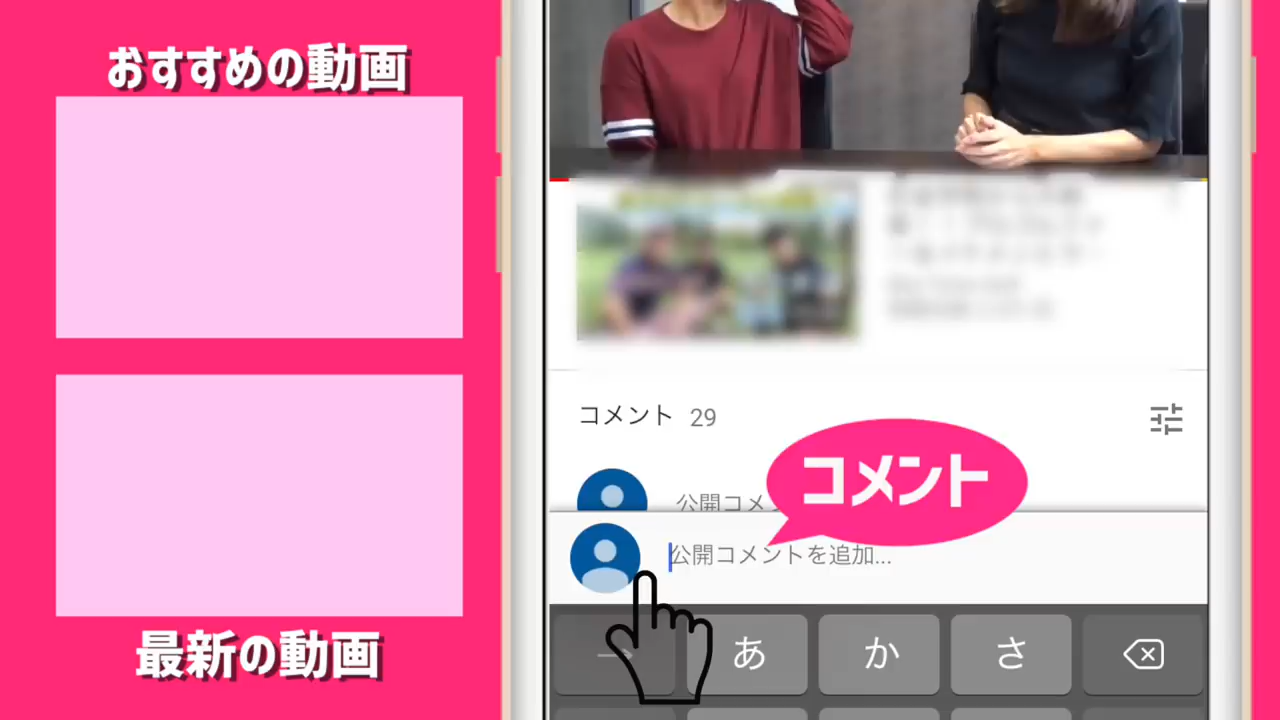 おすすめの動画
最新の動画
コメント 29
コメント
公開コメ
公開コメントを追加...
→ あ か さ